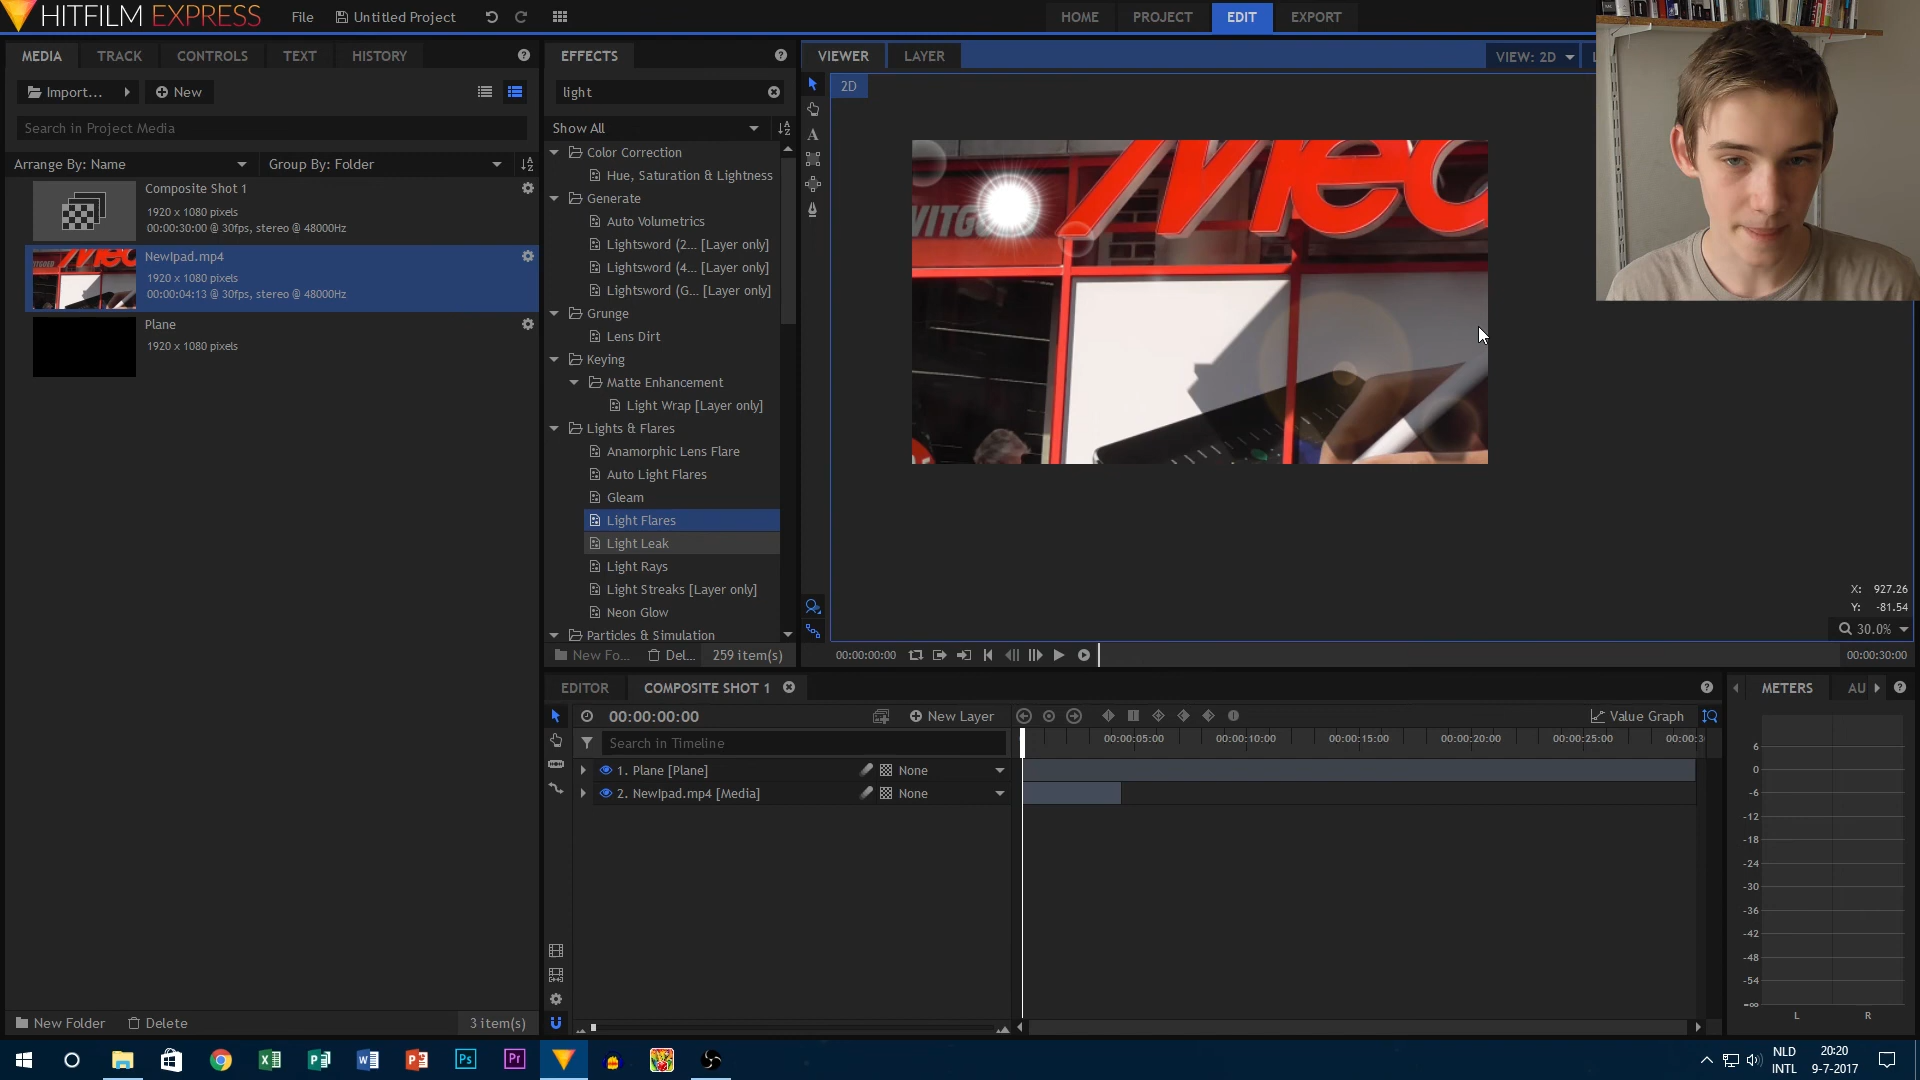 HITFILM EXPRESS
File
Untitled Project
HOME
PROJECT
EDIT
EXPORT
MEDIA
TRACK
CONTROLS
TEXT
HISTORY
Import...
New
Search in Project Media
Arrange By: Name
Group By: Folder
Composite Shot 1
1920 x 1080 pixels
00:00:30:00 @ 30fps, stereo @ 48000Hz
NewIpad.mp4
1920 x 1080 pixels
00:00:04:13 @ 30fps, stereo @ 48000Hz
Plane
1920 x 1080 pixels
New Folder
Delete
3 item(s)
EFFECTS
light
Show All
Color Correction
Hue, Saturation & Lightness
Generate
Auto Volumetrics
Lightsword (2... [Layer only]
Lightsword (4... [Layer only]
Lightsword (G... [Layer only]
Grunge
Lens Dirt
Keying
Matte Enhancement
Light Wrap [Layer only]
Lights & Flares
Anamorphic Lens Flare
Auto Light Flares
Gleam
Light Flares
Light Leak
Light Rays
Light Streaks [Layer only]
Neon Glow
Particles & Simulation
New Fo...
Del...
259 item(s)
VIEWER
LAYER
VIEW: 2D
2D
WITGO
Med
X: 927.26
Y: -81.54
30.0%
00:00:00:00
00:00:30:00
EDITOR
COMPOSITE SHOT 1
00:00:00:00
New Layer
Value Graph
Search in Timeline
00:00:05:00
00:00:10:00
00:00:15:00
00:00:20:00
00:00:25:00
00:00:3
1. Plane [Plane]
None
2. NewIpad.mp4 [Media]
None
METERS
AU
6
0
-6
-12
-18
-24
-30
-36
-42
-48
-54
-∞
L
R
NLD
INTL
20:20
9-7-2017